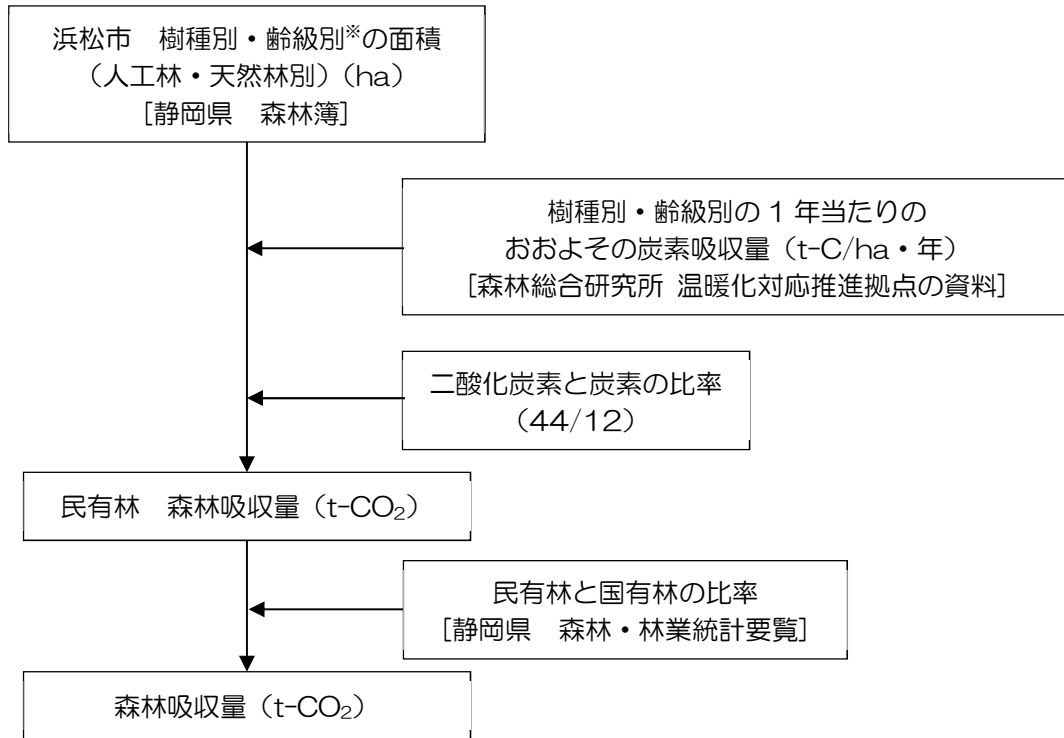 浜松市　樹種別・齢級別※の面積
（人工林・天然林別）（ha）
[静岡県　森林簿]
樹種別・齢級別の 1 年当たりの
おおよその炭素吸収量（t-C/ha・年）
[森林総合研究所 温暖化対応推進拠点の資料]
二酸化炭素と炭素の比率
（44/12）
民有林　森林吸収量（t-CO₂）
民有林と国有林の比率
[静岡県　森林・林業統計要覧]
森林吸収量（t-CO₂）